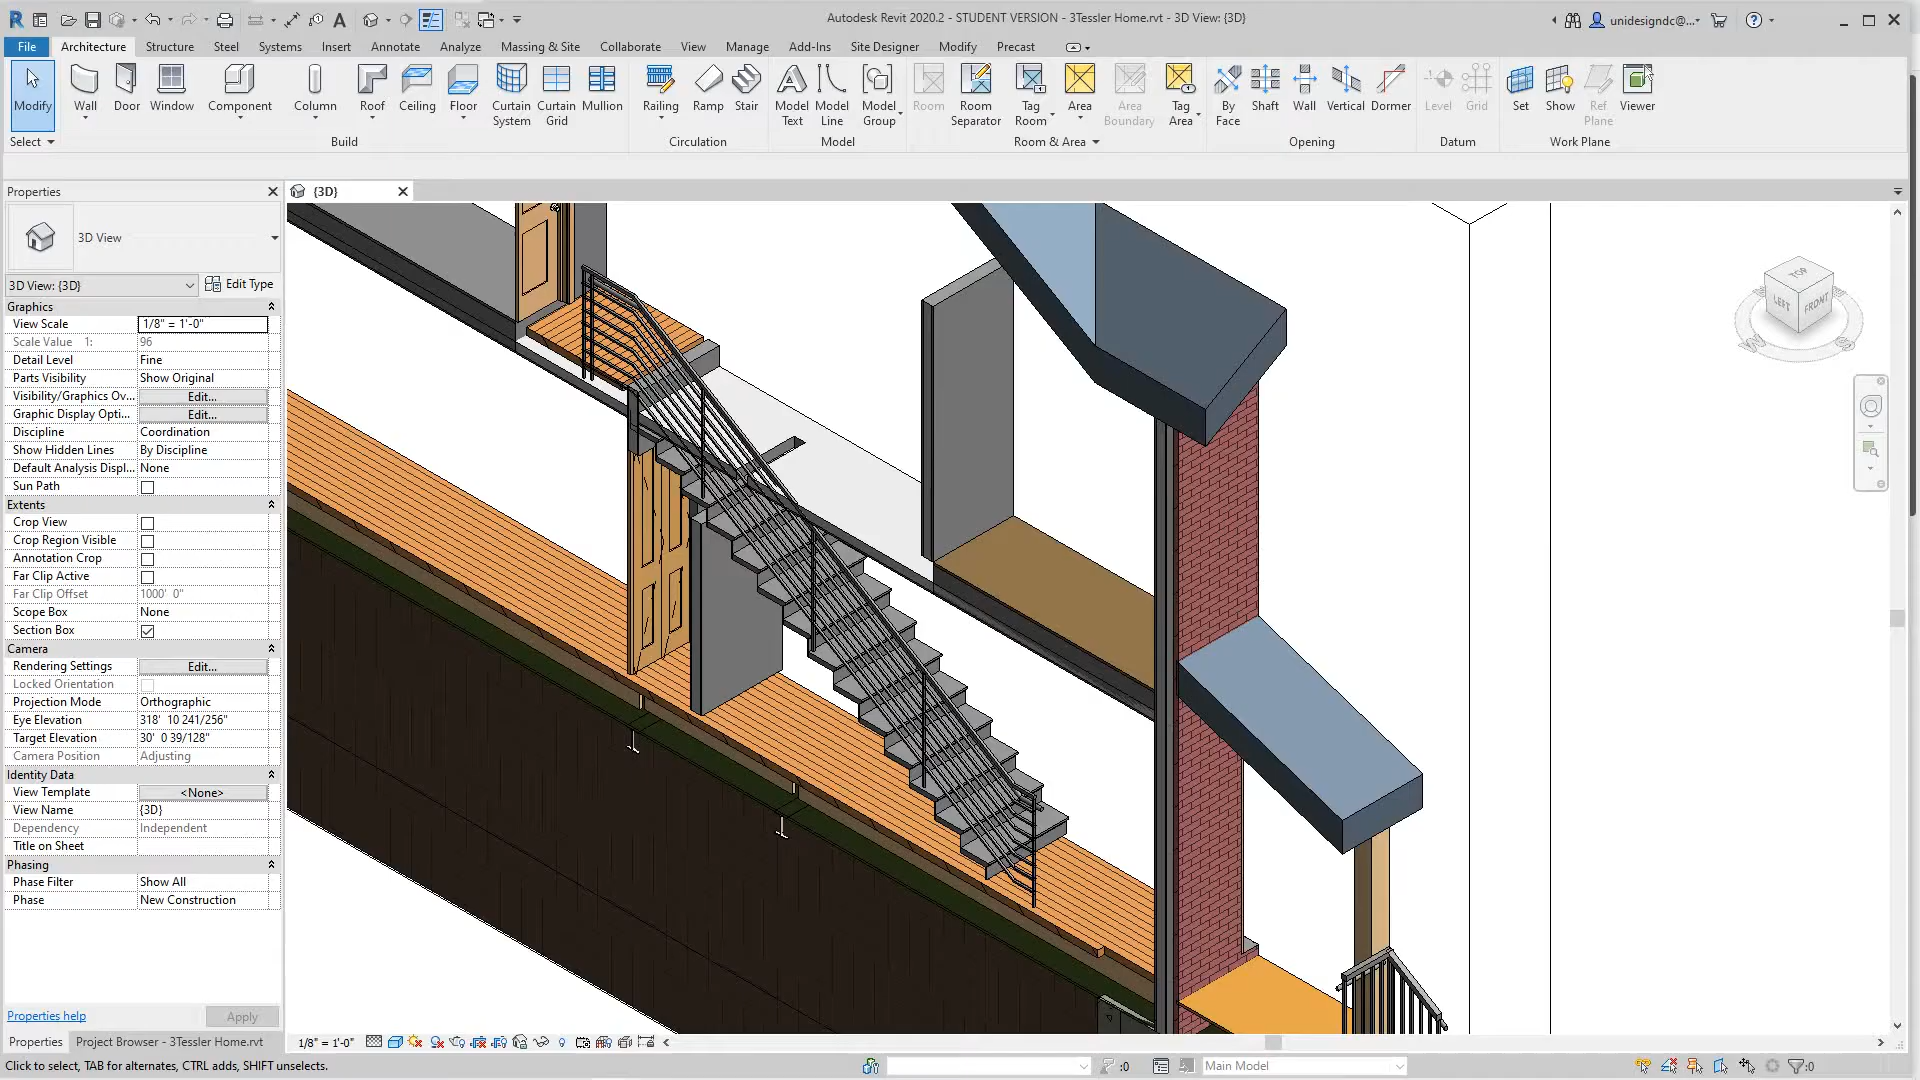 Autodesk Revit 2020.2 - STUDENT VERSION - 3Tessler Home.rvt - 3D View: {3D}
unidesigndc@...
File Architecture Structure Steel Systems Insert Annotate Analyze Massing & Site Collaborate View Manage Add-Ins Site Designer Modify Precast
Modify Wall Door Window Component Column Roof Ceiling Floor Curtain System Curtain Grid Mullion Railing Ramp Stair Model Text Model Line Model Group Room Room Separator Tag Room Area Area Boundary Tag Area By Face Shaft Wall Vertical Dormer Level Grid Set Show Ref Plane Viewer
Select Build Circulation Model Room & Area Opening Datum Work Plane
Properties
{3D}
3D View
3D View: {3D} Edit Type
Graphics
View Scale 1/8" = 1'-0"
Scale Value 1: 96
Detail Level Fine
Parts Visibility Show Original
Visibility/Graphics Ov... Edit...
Graphic Display Opti... Edit...
Discipline Coordination
Show Hidden Lines By Discipline
Default Analysis Displ... None
Sun Path
Extents
Crop View
Crop Region Visible
Annotation Crop
Far Clip Active
Far Clip Offset 1000' 0"
Scope Box None
Section Box
Camera
Rendering Settings Edit...
Locked Orientation
Projection Mode Orthographic
Eye Elevation 318' 10 241/256"
Target Elevation 30' 0 39/128"
Camera Position Adjusting
Identity Data
View Template <None>
View Name {3D}
Dependency Independent
Title on Sheet
Phasing
Phase Filter Show All
Phase New Construction
Properties help Apply
Properties Project Browser - 3Tessler Home.rvt
TOP
LEFT FRONT
W S
1/8" = 1'-0"
Click to select, TAB for alternates, CTRL adds, SHIFT unselects.
:0
Main Model
:0